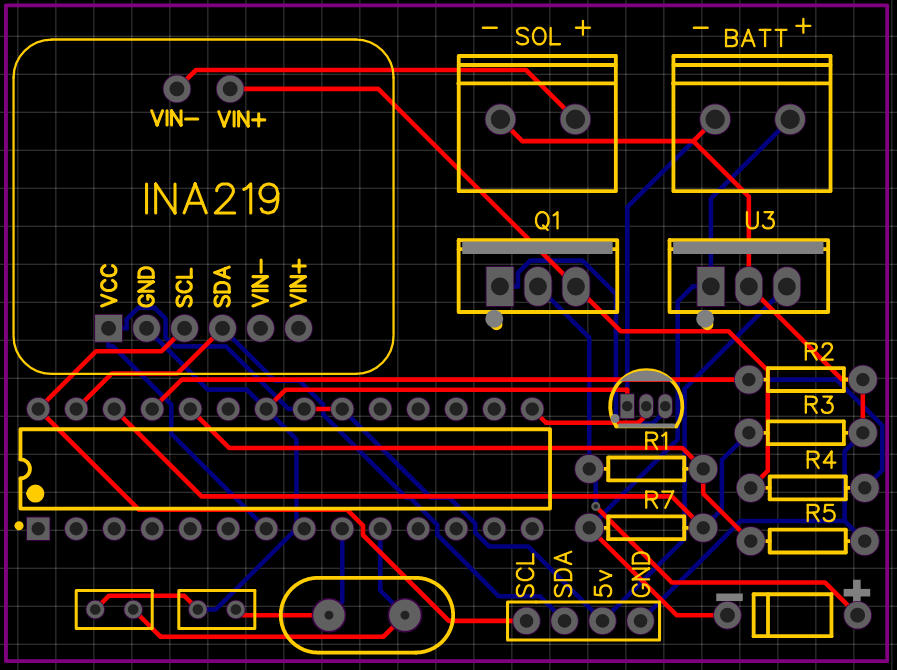 - SOL +
- BATT +
VIN- VIN+
INA219
Q1
U3
VCC
GND
SCL
SDA
VIN-
VIN+
R2
R3
R1
R4
R7
R5
SCL
SDA
5v
GND
- +